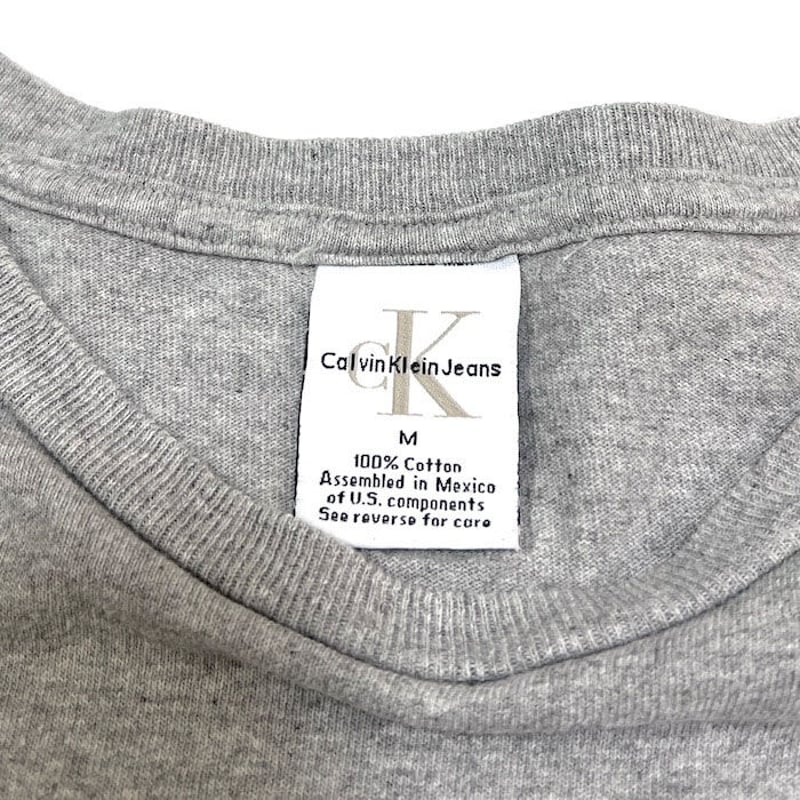 CK
Calvin Klein Jeans
M
100% Cotton
Assembled in Mexico
of U.S. components
See reverse for care